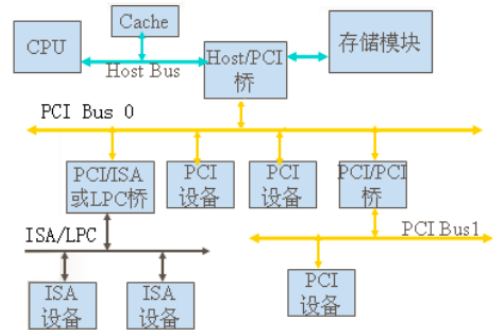 Cache
CPU
Host Bus
Host/PCI
桥
存储模块
PCI Bus 0
PCI/ISA
或LPC桥
PCI
设备
PCI
设备
PCI/PCI
桥
ISA/LPC
PCI Bus1
ISA
设备
ISA
设备
PCI
设备